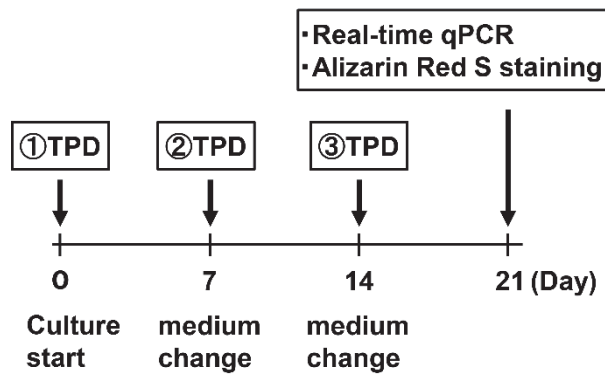 ・Real-time qPCR
・Alizarin Red S staining
①TPD ②TPD ③TPD
0 7 14 21 (Day)
Culture start
medium change
medium change